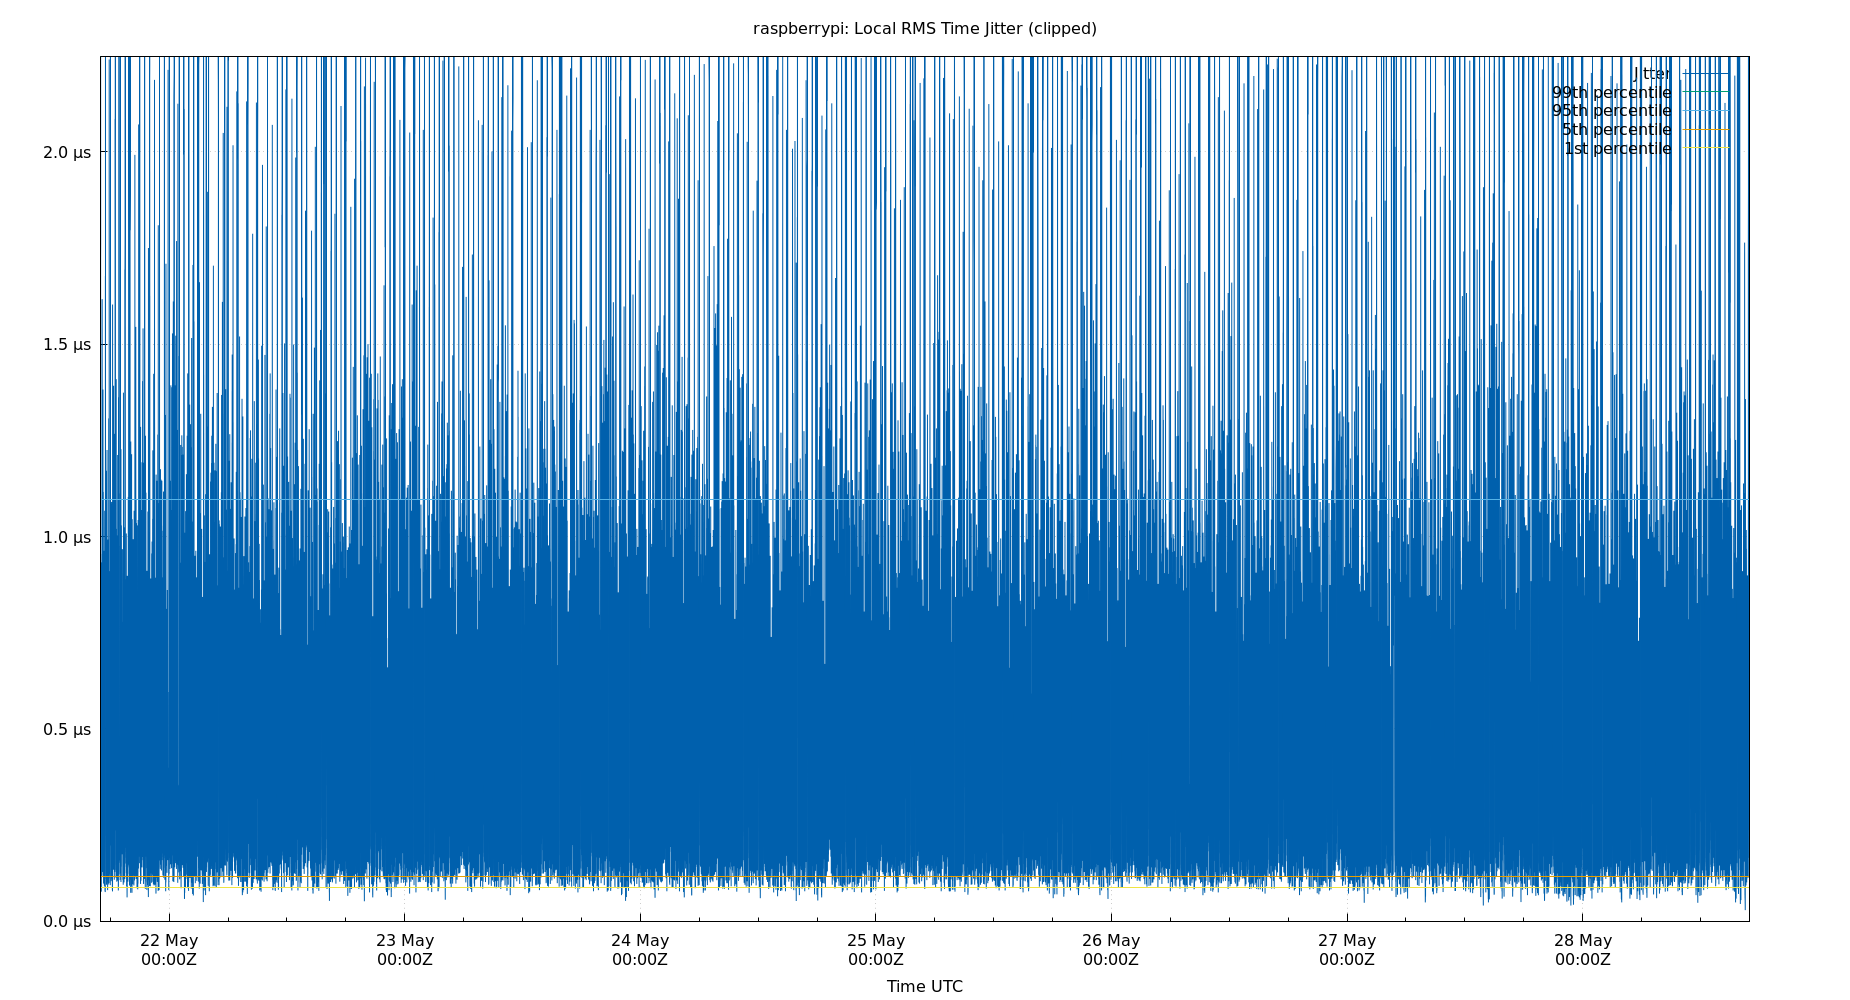 raspberrypi: Local RMS Time Jitter (clipped)
Jitter
99th percentile
95th percentile
5th percentile
1st percentile
2.0 μs
1.5 μs
1.0 μs
0.5 μs
0.0 μs
22 May 23 May 24 May 25 May 26 May 27 May 28 May
00:00Z 00:00Z 00:00Z 00:00Z 00:00Z 00:00Z 00:00Z
Time UTC